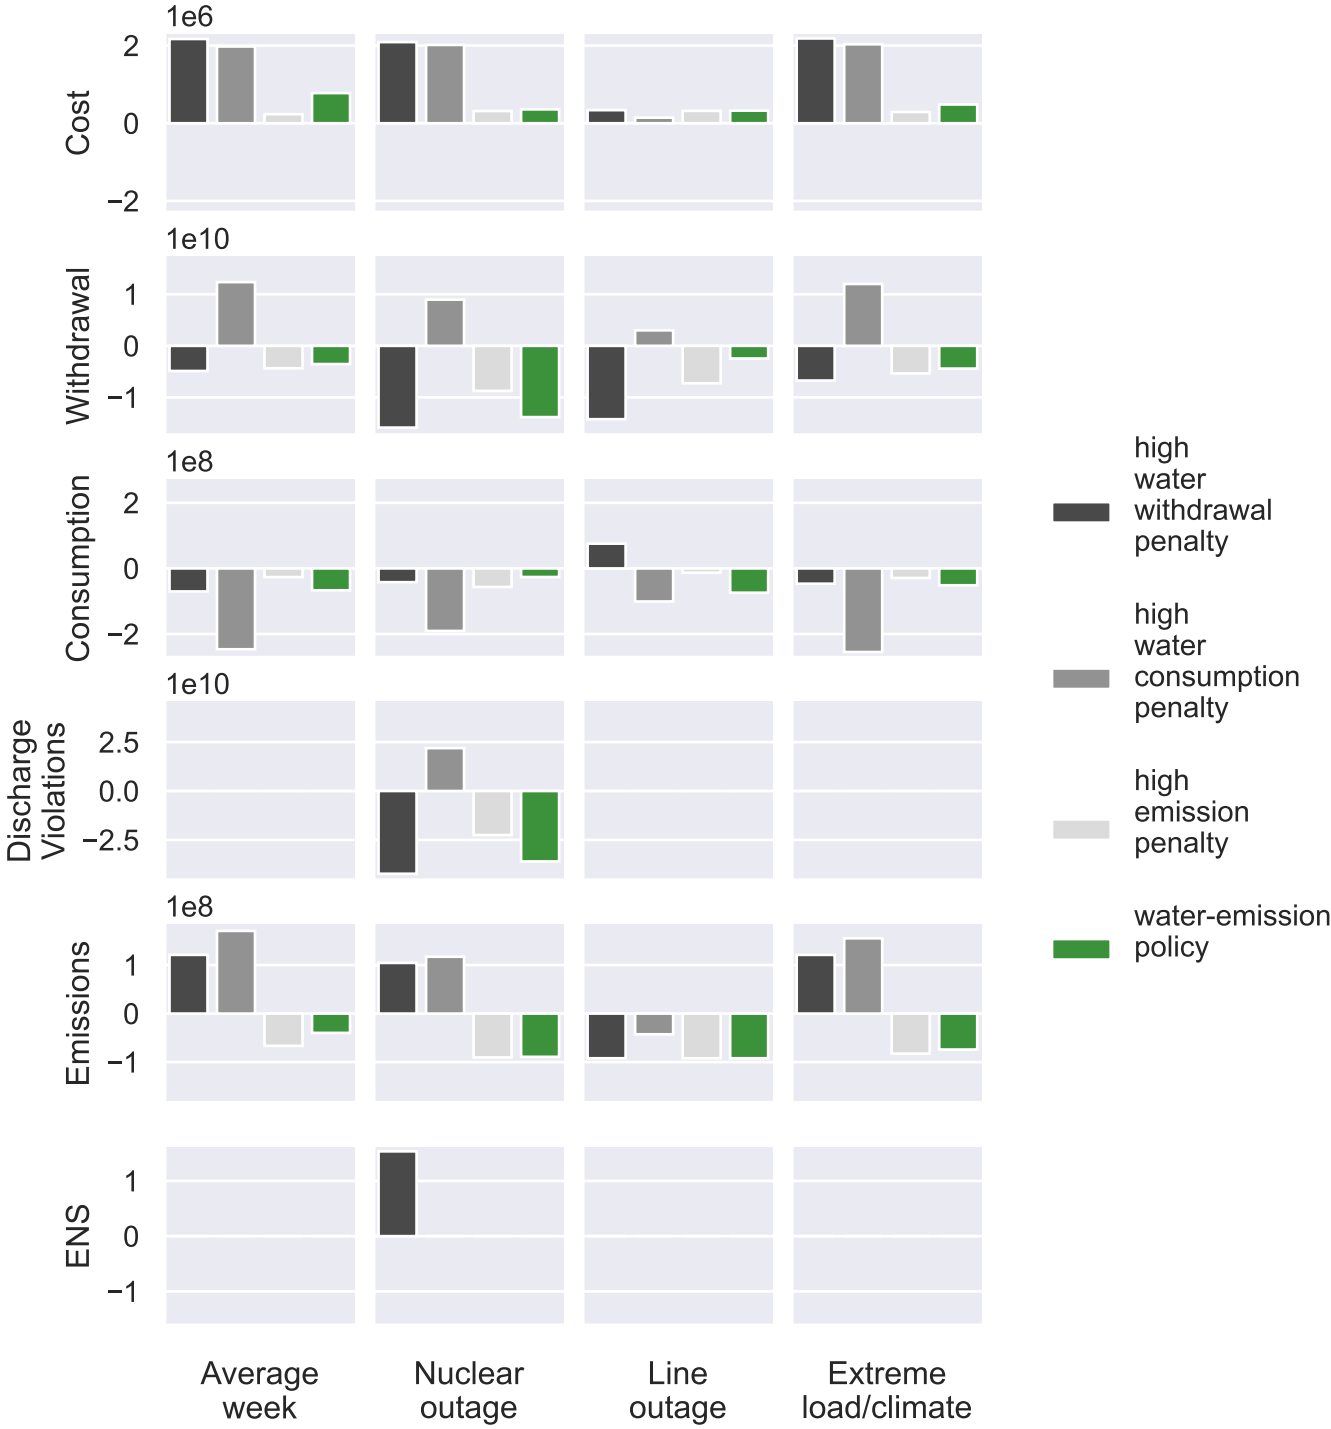 1e6
2
0
−2
Cost
1e10
1
0
−1
Withdrawal
1e8
2
0
−2
Consumption
1e10
2.5
0.0
−2.5
Discharge
Violations
1e8
1
0
−1
Emissions
1
0
−1
ENS
Average
week
Nuclear
outage
Line
outage
Extreme
load/climate
high
water
withdrawal
penalty
high
water
consumption
penalty
high
emission
penalty
water-emission
policy